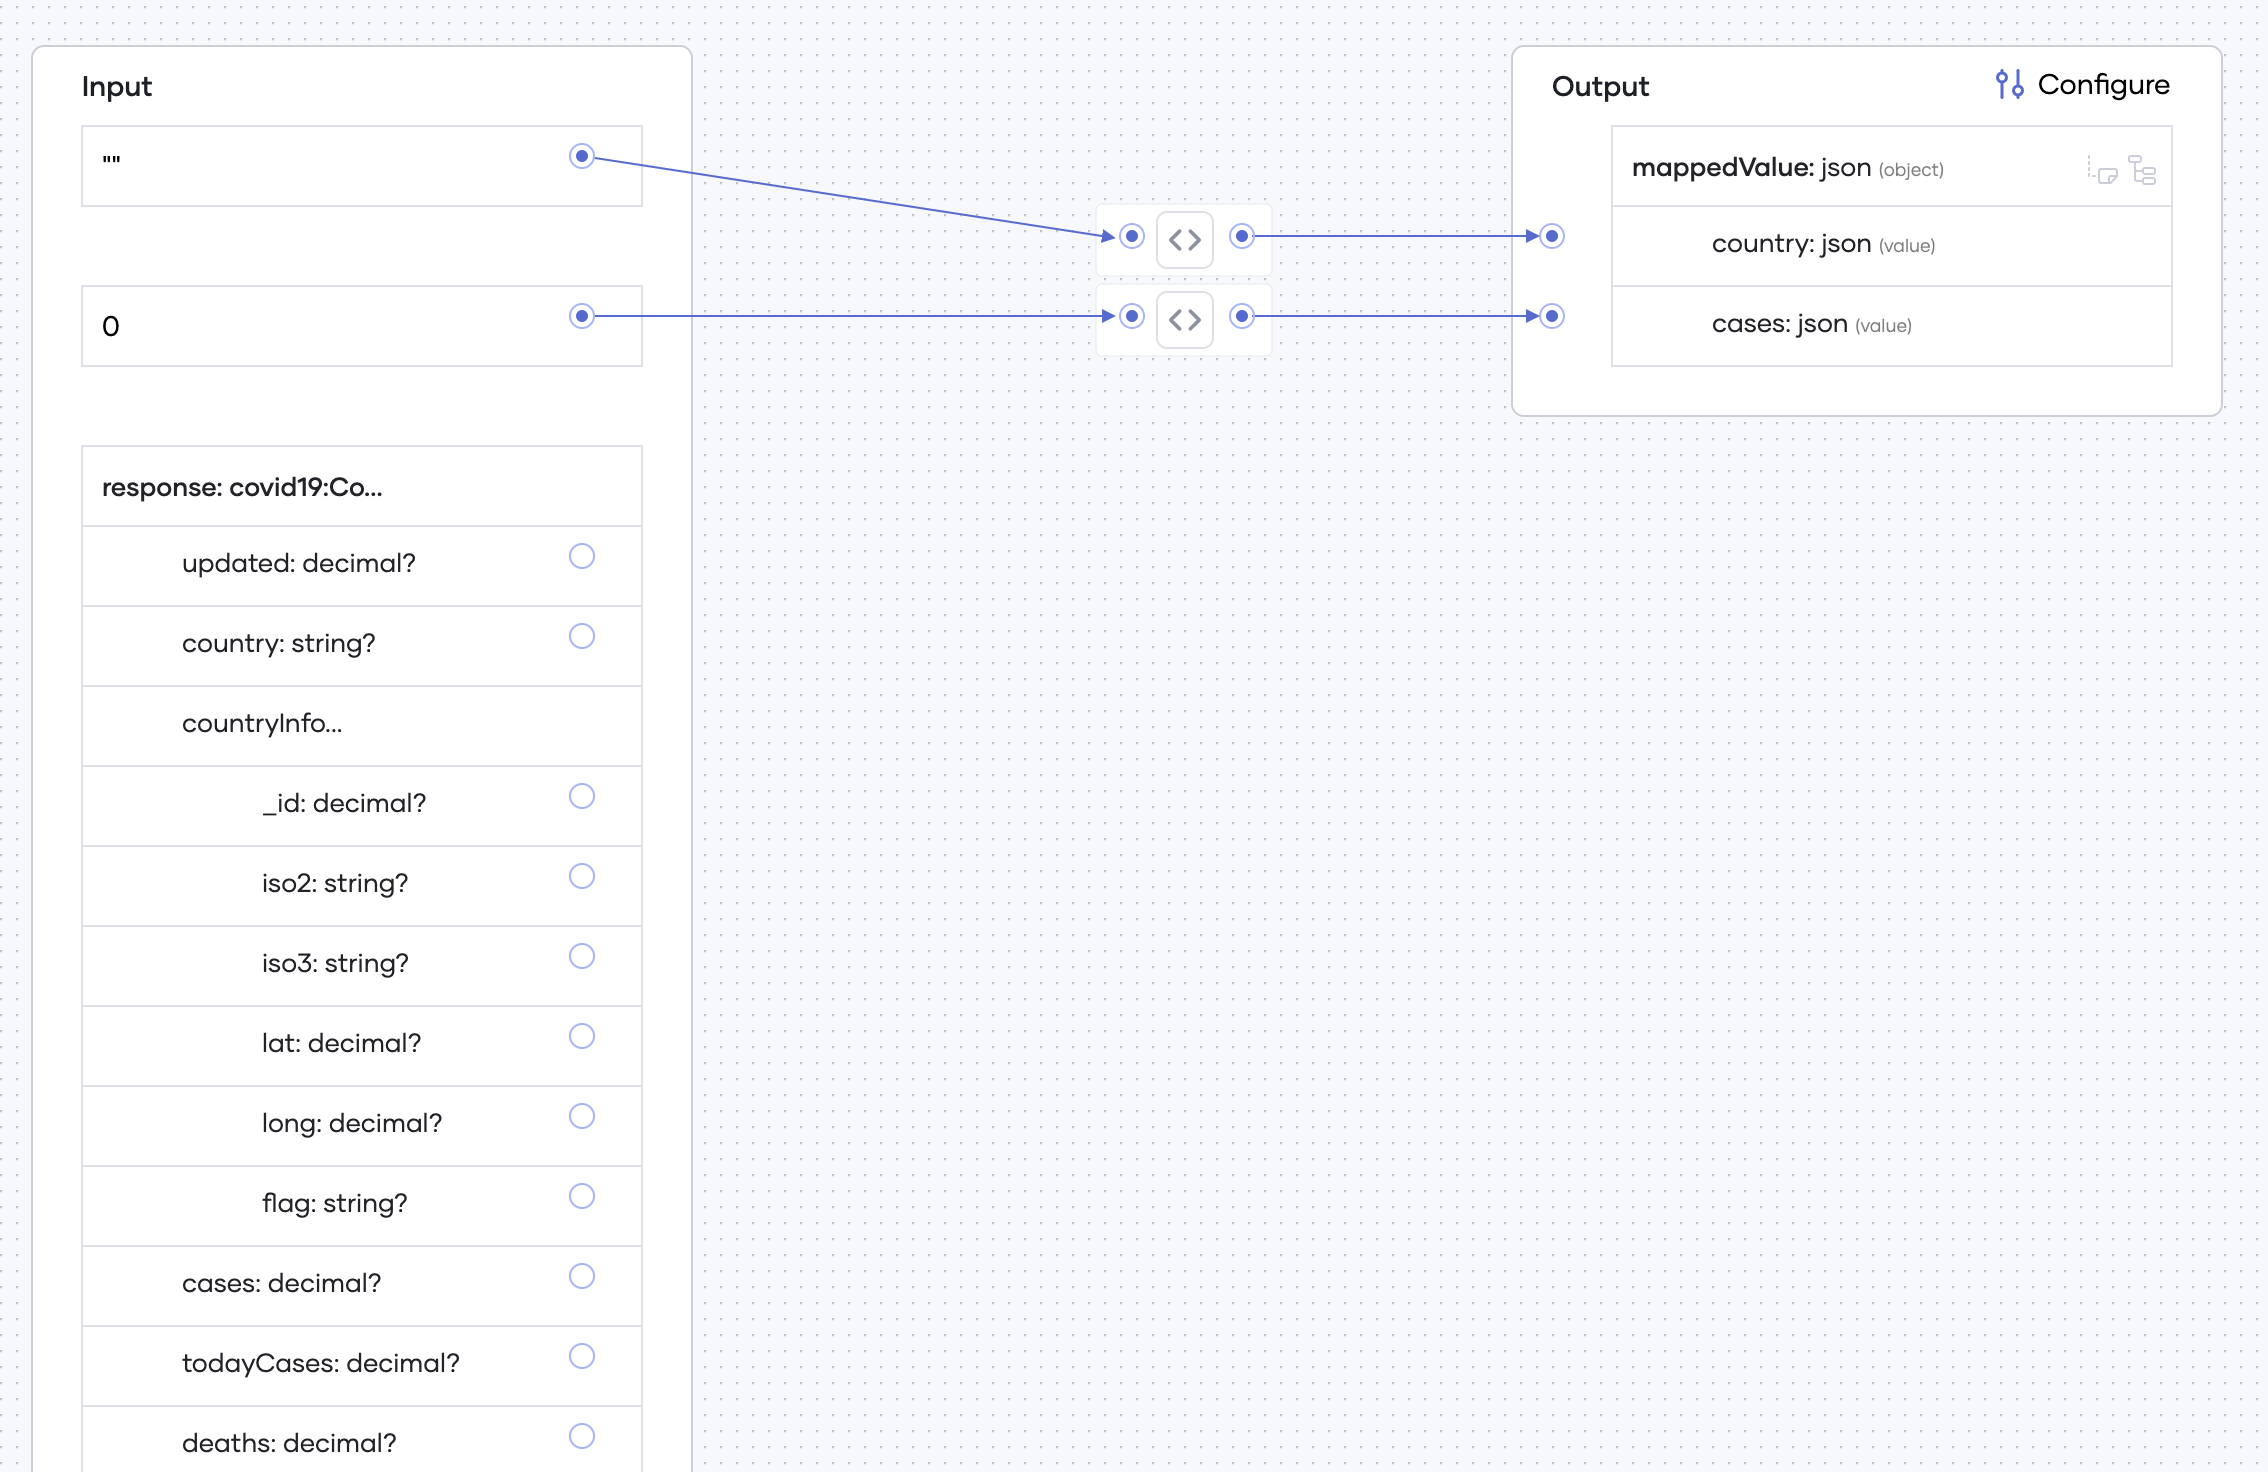 Input
""
0
response: covid19:Co...
updated: decimal?
country: string?
countryInfo...
_id: decimal?
iso2: string?
iso3: string?
lat: decimal?
long: decimal?
flag: string?
cases: decimal?
todayCases: decimal?
deaths: decimal?
Output
Configure
mappedValue: json (object)
country: json (value)
cases: json (value)